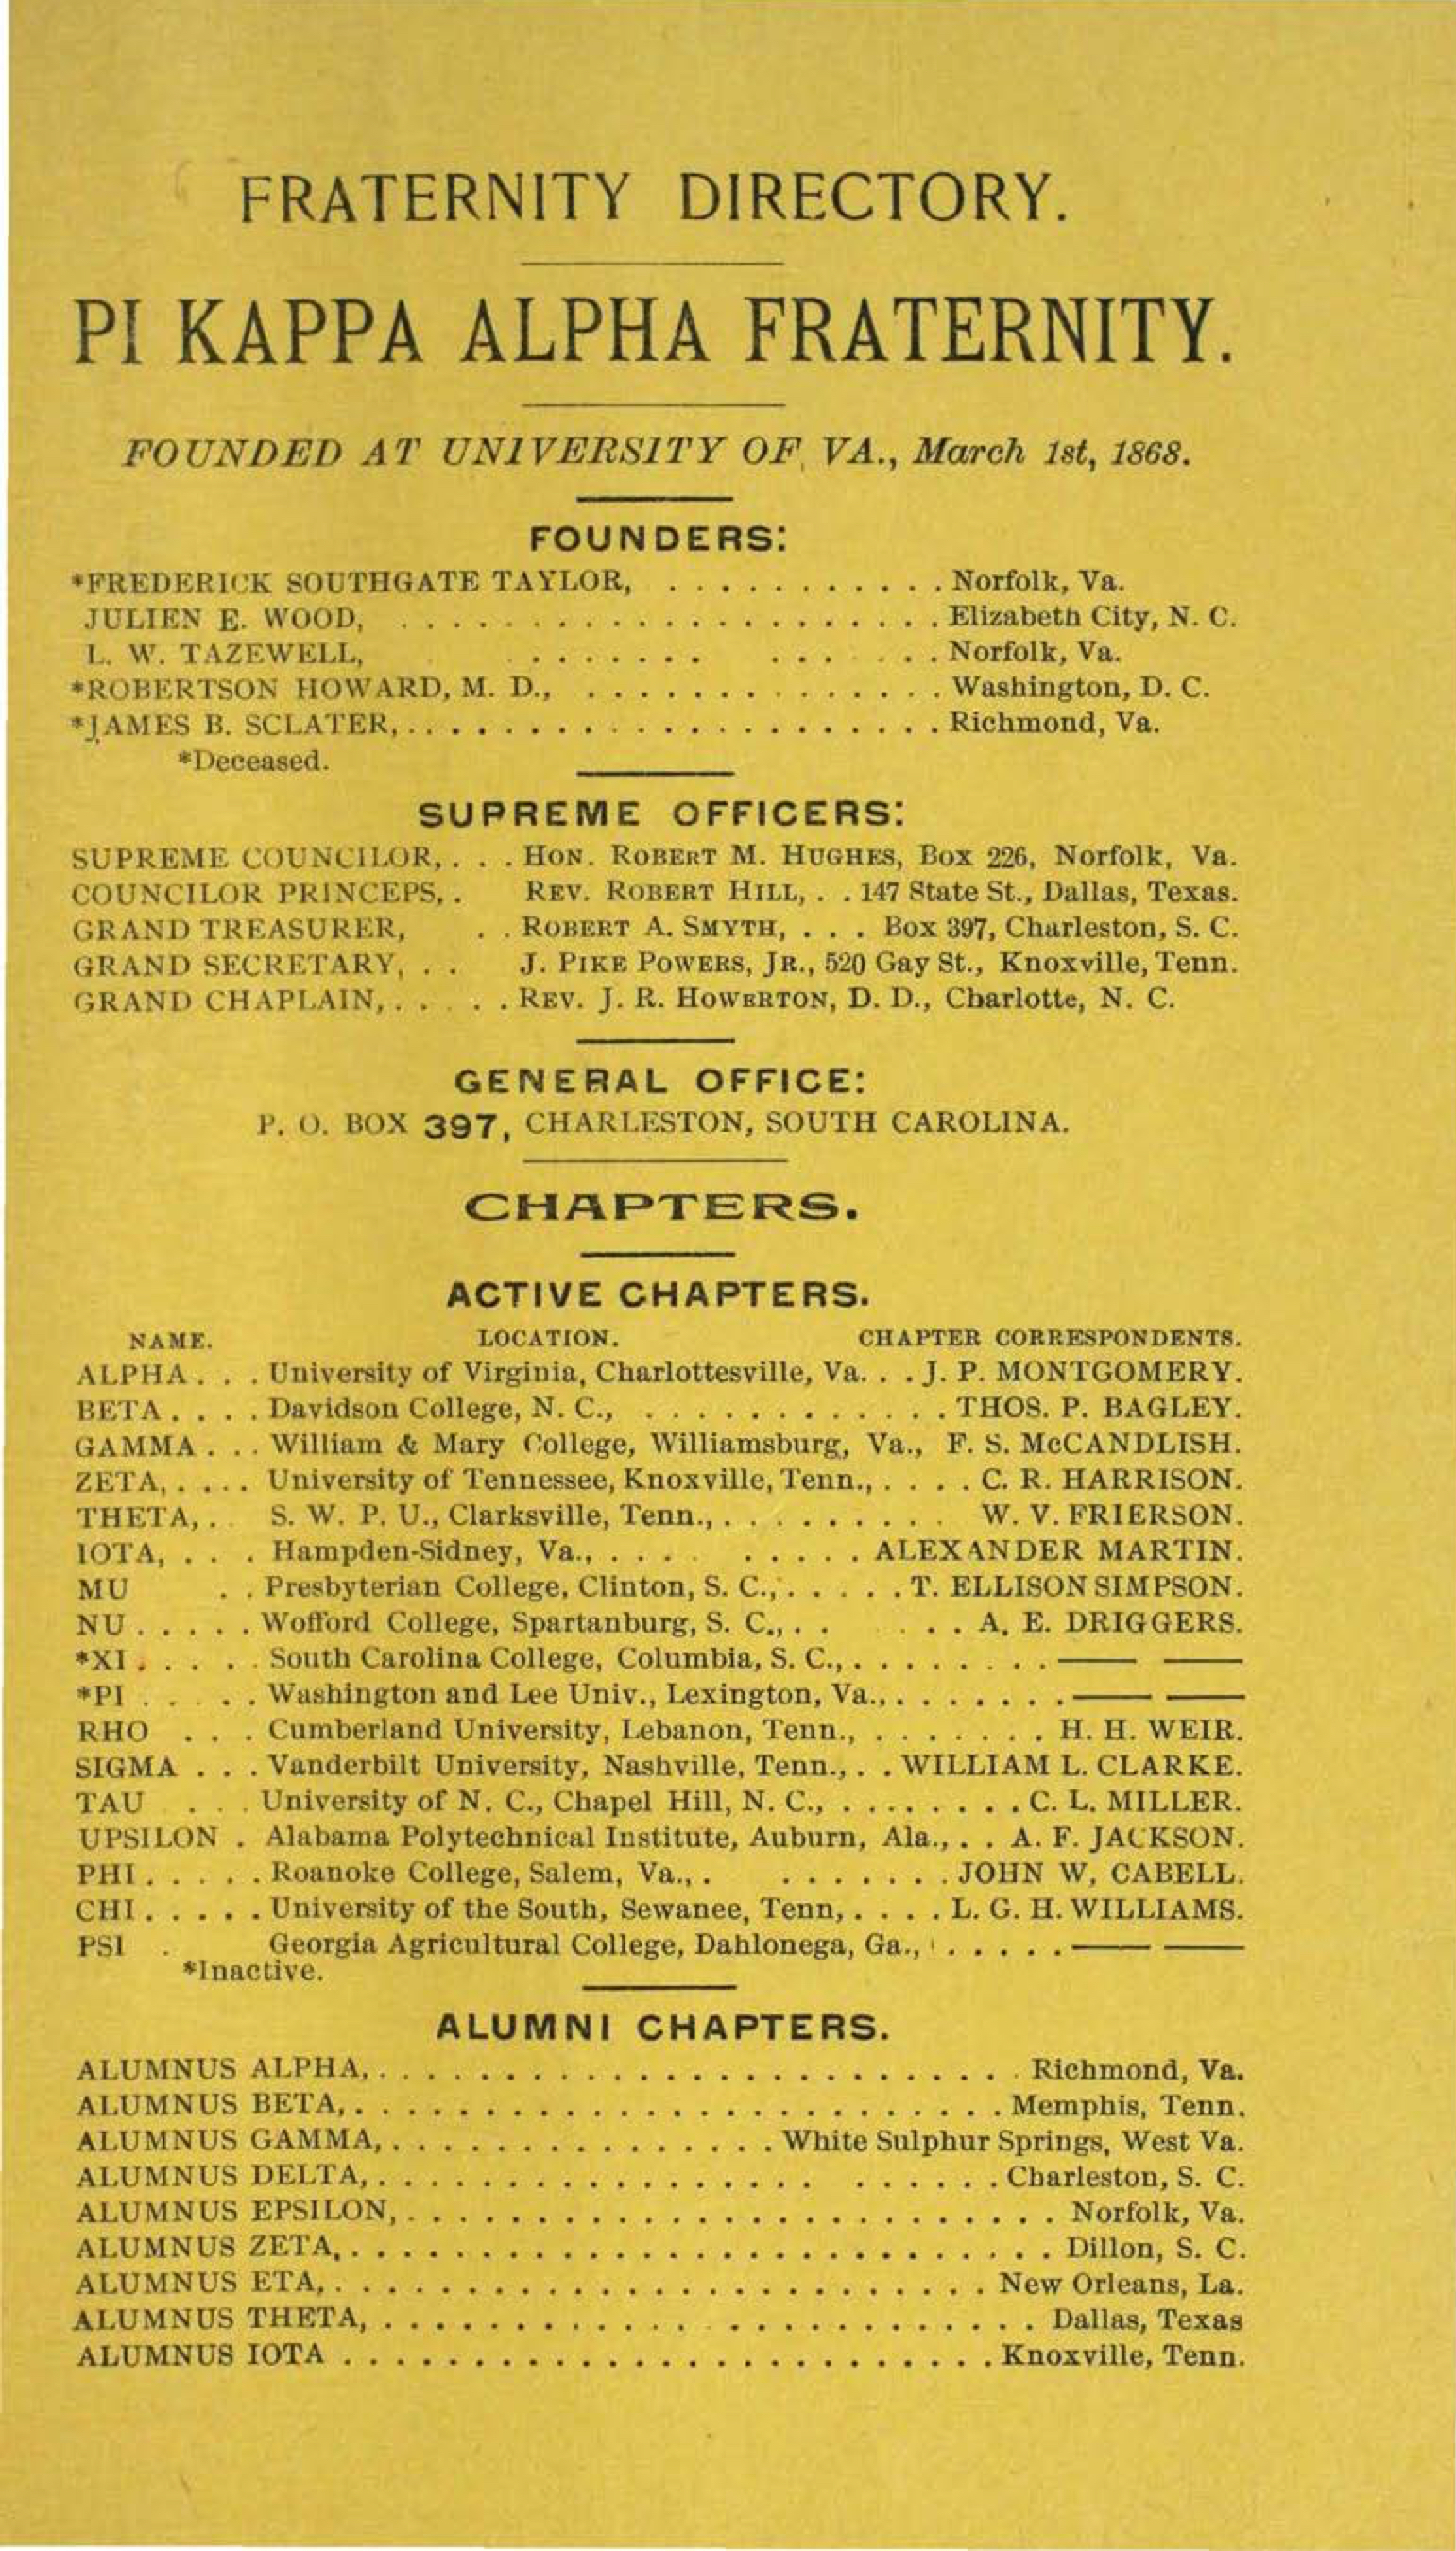 FRATERNITY DIRECTORY.
PI KAPPA ALPHA FRATERNITY.
FOUNDED AT UNIVERSITY OF VA., March 1st, 1868.
FOUNDERS:
*FREDERICK SOUTHGATE TAYLOR, . . . . . . . . . . . Norfolk, Va.
JULIEN E. WOOD, . . . . . . . . . . . . . . . . . . . . . Elizabeth City, N. C.
L. W. TAZEWELL, . . . . . . . . . . . . . . Norfolk, Va.
*ROBERTSON HOWARD, M. D., . . . . . . . . . . . . . . Washington, D. C.
*JAMES B. SCLATER, . . . . . . . . . . . . . . . . . . . . . Richmond, Va.
*Deceased.
SUPREME OFFICERS:
SUPREME COUNCILOR, . . . HON. ROBERT M. HUGHES, Box 226, Norfolk, Va.
COUNCILOR PRINCEPS, . REV. ROBERT HILL, . . 147 State St., Dallas, Texas.
GRAND TREASURER, . . ROBERT A. SMYTH, . . . Box 397, Charleston, S. C.
GRAND SECRETARY, . . J. PIKE POWERS, JR., 520 Gay St., Knoxville, Tenn.
GRAND CHAPLAIN, . . . . . REV. J. R. HOWERTON, D. D., Charlotte, N. C.
GENERAL OFFICE:
P. O. BOX 397, CHARLESTON, SOUTH CAROLINA.
CHAPTERS.
ACTIVE CHAPTERS.
NAME. LOCATION. CHAPTER CORRESPONDENTS.
ALPHA . . . University of Virginia, Charlottesville, Va. . . J. P. MONTGOMERY.
BETA . . . . Davidson College, N. C., . . . . . . . . . . . . THOS. P. BAGLEY.
GAMMA . . . William & Mary College, Williamsburg, Va., F. S. McCANDLISH.
ZETA, . . . . University of Tennessee, Knoxville, Tenn., . . . . C. R. HARRISON.
THETA, . . S. W. P. U., Clarksville, Tenn., . . . . . . . . . W. V. FRIERSON.
IOTA, . . . Hampden-Sidney, Va., . . . . . . . . . ALEXANDER MARTIN.
MU . . Presbyterian College, Clinton, S. C., . . . . . T. ELLISON SIMPSON.
NU . . . . . Wofford College, Spartanburg, S. C., . . . . . A. E. DRIGGERS.
*XI . . . . . South Carolina College, Columbia, S. C., . . . . . . . . —— ——
*PI . . . . . Washington and Lee Univ., Lexington, Va., . . . . . . . —— ——
RHO . . . Cumberland University, Lebanon, Tenn., . . . . . . . H. H. WEIR.
SIGMA . . . Vanderbilt University, Nashville, Tenn., . . WILLIAM L. CLARKE.
TAU . . . University of N. C., Chapel Hill, N. C., . . . . . . . . C. L. MILLER.
UPSILON . Alabama Polytechnical Institute, Auburn, Ala., . . A. F. JACKSON.
PHI . . . . . Roanoke College, Salem, Va., . . . . . . . . JOHN W, CABELL.
CHI . . . . . University of the South, Sewanee, Tenn, . . . . L. G. H. WILLIAMS.
PSI . Georgia Agricultural College, Dahlonega, Ga., . . . . . —— ——
*Inactive.
ALUMNI CHAPTERS.
ALUMNUS ALPHA, . . . . . . . . . . . . . . . . . . . . . . . . . Richmond, Va.
ALUMNUS BETA, . . . . . . . . . . . . . . . . . . . . . . . . . Memphis, Tenn.
ALUMNUS GAMMA, . . . . . . . . . . . . . . . White Sulphur Springs, West Va.
ALUMNUS DELTA, . . . . . . . . . . . . . . . . . . . . . . . Charleston, S. C.
ALUMNUS EPSILON, . . . . . . . . . . . . . . . . . . . . . . . . . Norfolk, Va.
ALUMNUS ZETA, . . . . . . . . . . . . . . . . . . . . . . . . . . . Dillon, S. C.
ALUMNUS ETA, . . . . . . . . . . . . . . . . . . . . . . . . . New Orleans, La.
ALUMNUS THETA, . . . . . . . . . . . . . . . . . . . . . . . . . Dallas, Texas
ALUMNUS IOTA . . . . . . . . . . . . . . . . . . . . . . . . . Knoxville, Tenn.